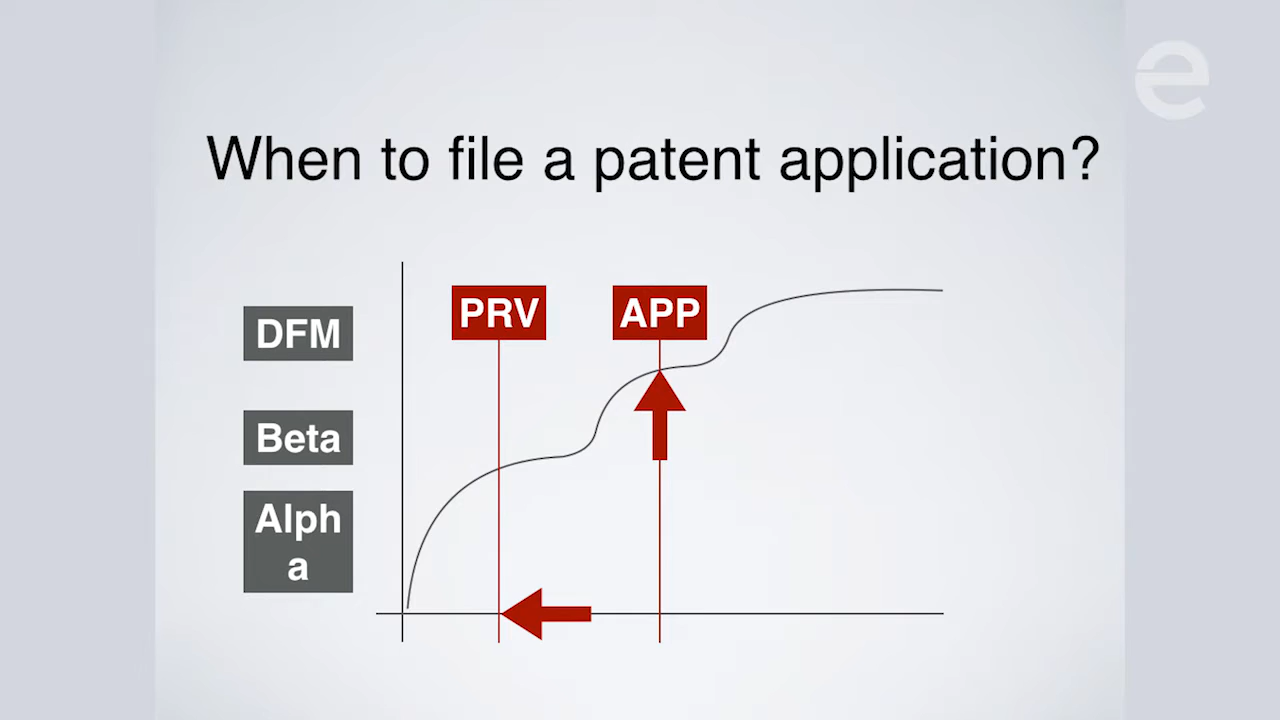 When to file a patent application?
PRV
APP
DFM
Beta
Alph
a